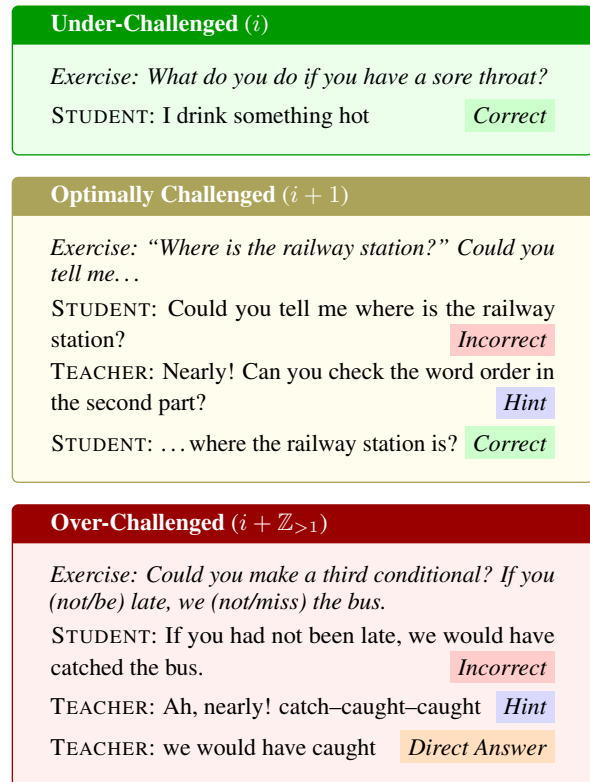 Under-Challenged (i)
Exercise: What do you do if you have a sore throat?
STUDENT: I drink something hot Correct
Optimally Challenged (i + 1)
Exercise: “Where is the railway station?” Could you
tell me…
STUDENT: Could you tell me where is the railway
station? Incorrect
TEACHER: Nearly! Can you check the word order in
the second part? Hint
STUDENT: …where the railway station is? Correct
Over-Challenged (i + ℤ>1)
Exercise: Could you make a third conditional? If you
(not/be) late, we (not/miss) the bus.
STUDENT: If you had not been late, we would have
catched the bus. Incorrect
TEACHER: Ah, nearly! catch–caught–caught Hint
TEACHER: we would have caught Direct Answer